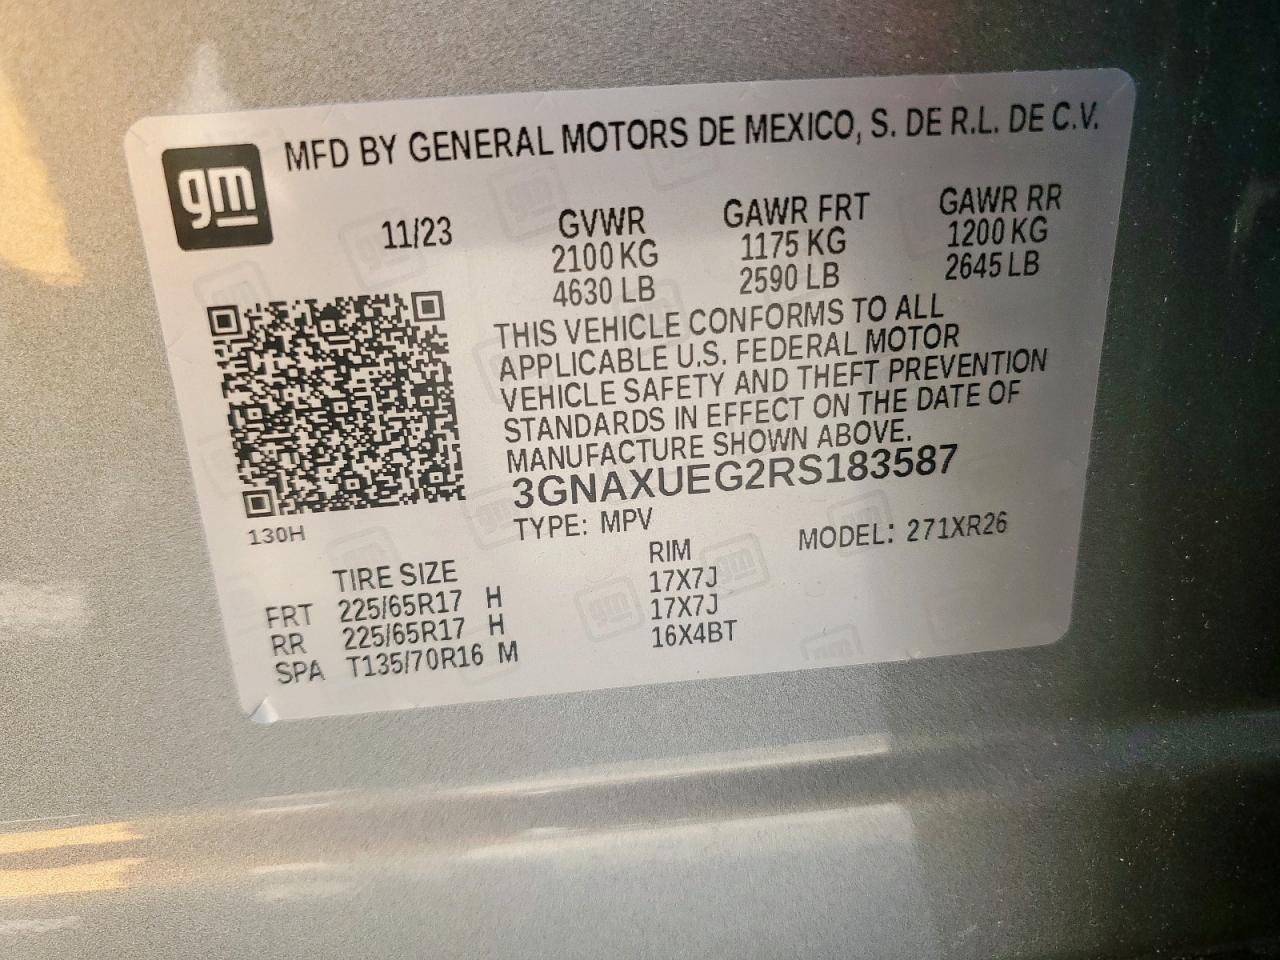 gm
MFD BY GENERAL MOTORS DE MEXICO, S. DE R.L. DE C.V.
11/23
GVWR
2100 KG
4630 LB
GAWR FRT
1175 KG
2590 LB
GAWR RR
1200 KG
2645 LB
THIS VEHICLE CONFORMS TO ALL
APPLICABLE U.S. FEDERAL MOTOR
VEHICLE SAFETY AND THEFT PREVENTION
STANDARDS IN EFFECT ON THE DATE OF
MANUFACTURE SHOWN ABOVE.
3GNAXUEG2RS183587
130H
TYPE: MPV
MODEL: 271XR26
TIRE SIZE RIM
FRT 225/65R17 H 17X7J
RR 225/65R17 H 17X7J
SPA T135/70R16 M 16X4BT